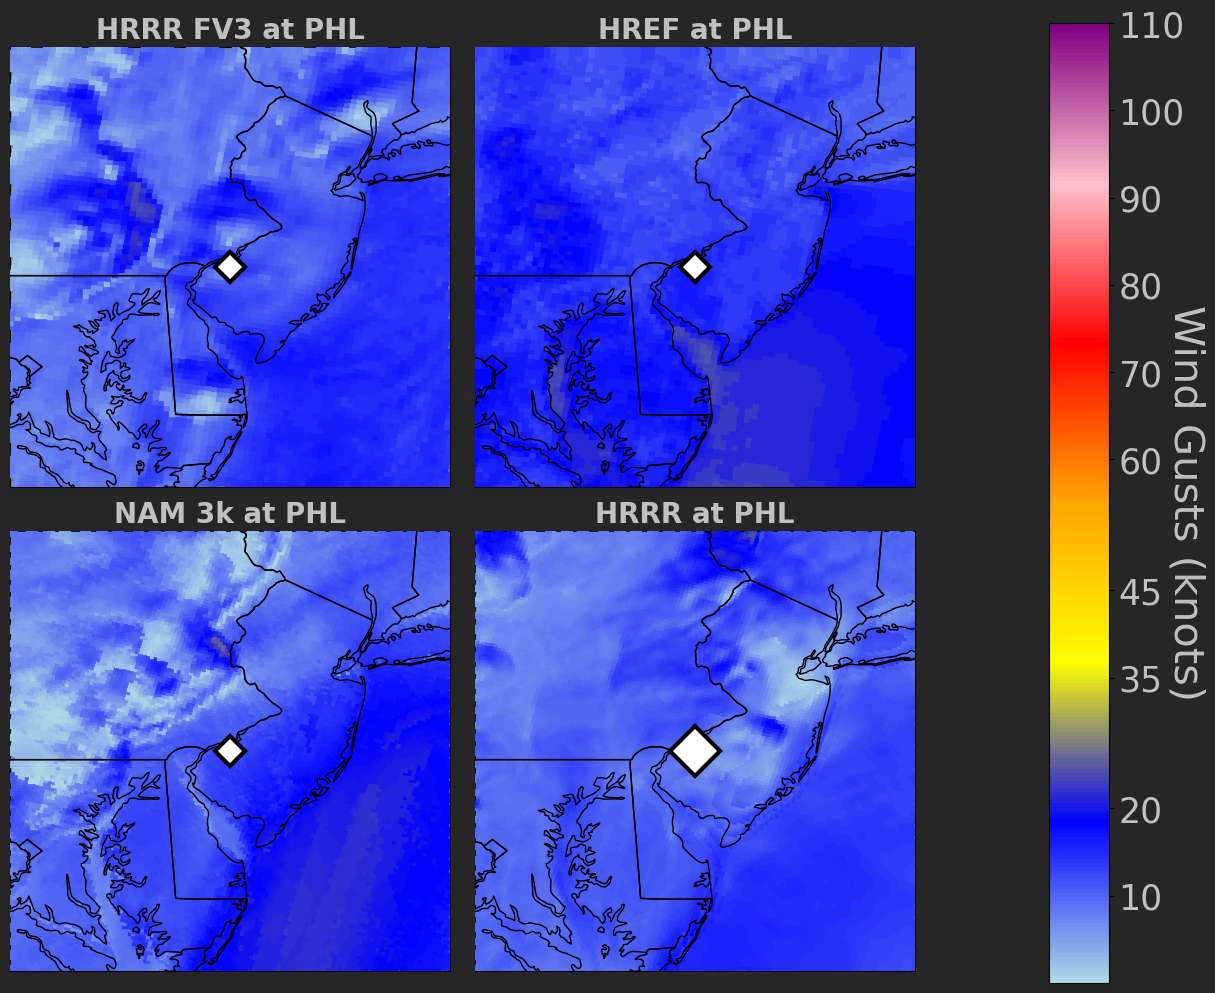 HRRR FV3 at PHL
HREF at PHL
NAM 3k at PHL
HRRR at PHL
110
100
90
80
70
60
45
35
20
10
Wind Gusts (knots)